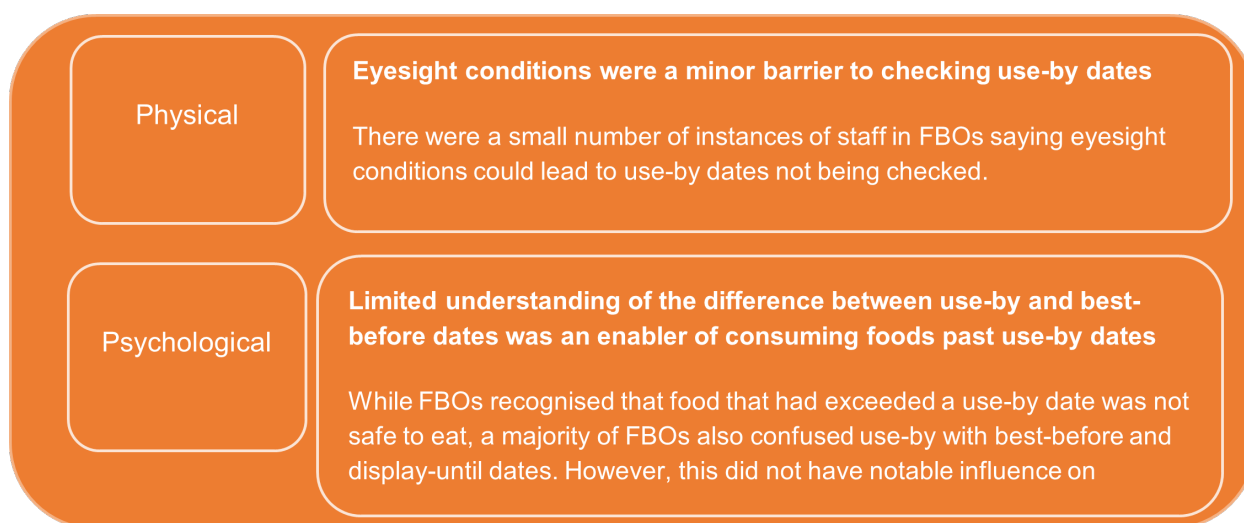 Physical
Eyesight conditions were a minor barrier to checking use-by dates
There were a small number of instances of staff in FBOs saying eyesight
conditions could lead to use-by dates not being checked.
Psychological
Limited understanding of the difference between use-by and best-
before dates was an enabler of consuming foods past use-by dates
While FBOs recognised that food that had exceeded a use-by date was not
safe to eat, a majority of FBOs also confused use-by with best-before and
display-until dates. However, this did not have notable influence on